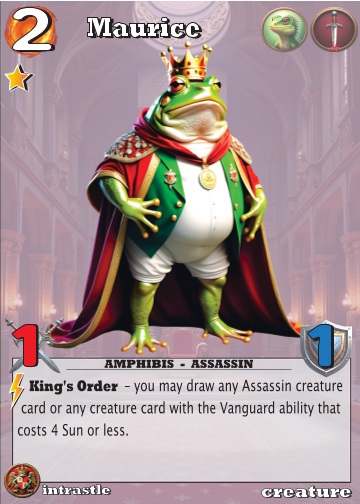 2 Maurice
1 1
AMPHIBIS - ASSASSIN
King's Order - you may draw any Assassin creature
card or any creature card with the Vanguard ability that
costs 4 Sun or less.
intrastle creature